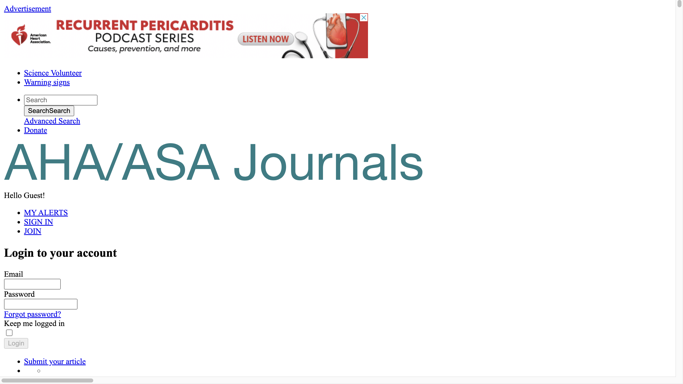 Advertisement
American
Heart
Association.
RECURRENT PERICARDITIS
PODCAST SERIES
Causes, prevention, and more
LISTEN NOW
Science Volunteer
Warning signs
Search
SearchSearch
Advanced Search
Donate
AHA/ASA Journals
Hello Guest!
MY ALERTS
SIGN IN
JOIN
Login to your account
Email
Password
Forgot password?
Keep me logged in
Login
Submit your article